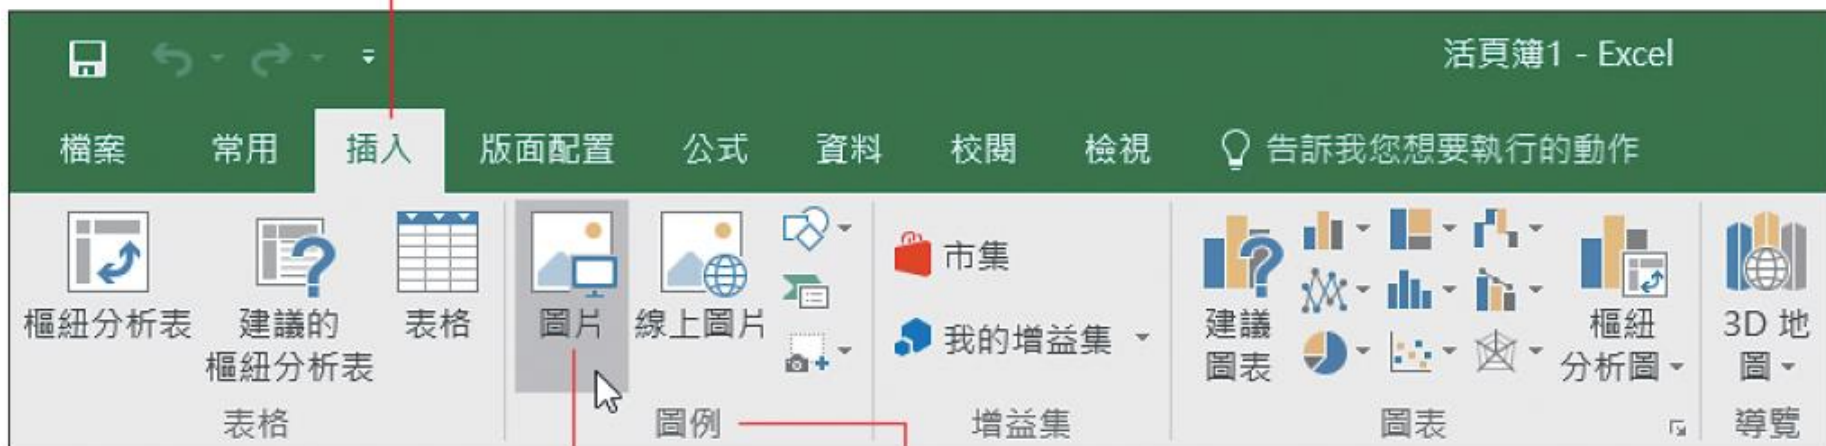 活頁簿1 - Excel
檔案 常用 插入 版面配置 公式 資料 校閱 檢視 告訴我您想要執行的動作
樞紐分析表
建議的
樞紐分析表
表格
圖片
線上圖片
市集
我的增益集
建議
圖表
樞紐
分析圖
3D 地
圖
表格 圖例 增益集 圖表 導覽